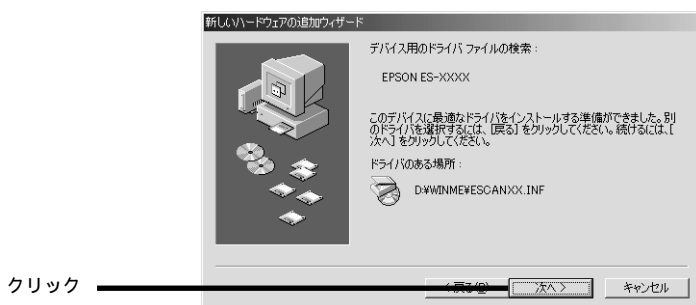 新しいハードウェアの追加ウィザード
デバイス用のドライバ ファイルの検索 :
EPSON ES-XXXX
このデバイスに最適なドライバをインストールする準備ができました。別
のドライバを選択するには、[戻る] をクリックしてください。続けるには、[
次へ] をクリックしてください。
ドライバのある場所 :
D:¥WINME¥ESCANXX.INF
クリック
< 戻る(B)
次へ >
キャンセル